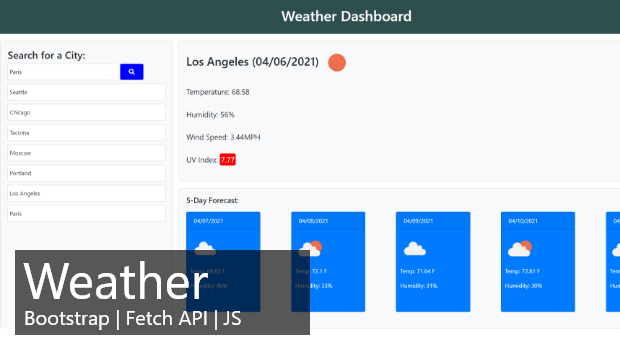 Weather Dashboard
Search for a City:
Paris
Seattle
Chicago
Tacoma
Moscow
Portland
Los Angeles
Paris
Los Angeles (04/06/2021)
Temperature: 68.58
Humidity: 56%
Wind Speed: 3.44MPH
UV Index: 7.77
5-Day Forecast:
04/07/2021
Humidity: 46%
04/08/2021
Temp: 72.1 F
Humidity: 33%
04/09/2021
Temp: 71.64 F
Humidity: 31%
04/10/2021
Temp: 72.81 F
Humidity: 30%
Weather
Bootstrap | Fetch API | JS